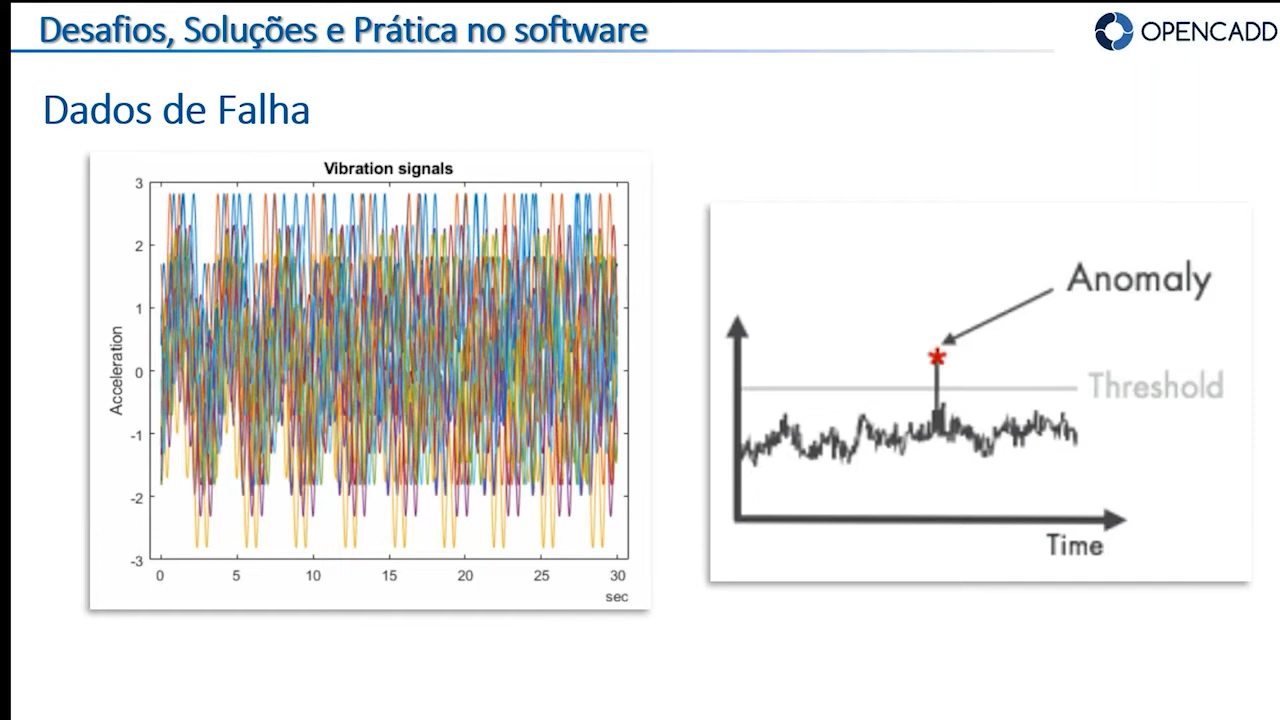 Desafios, Soluções e Prática no software
OPENCADD
Dados de Falha
Vibration signals
3
2
1
0
-1
-2
-3
Acceleration
0 5 10 15 20 25 30
sec
Anomaly
Threshold
Time